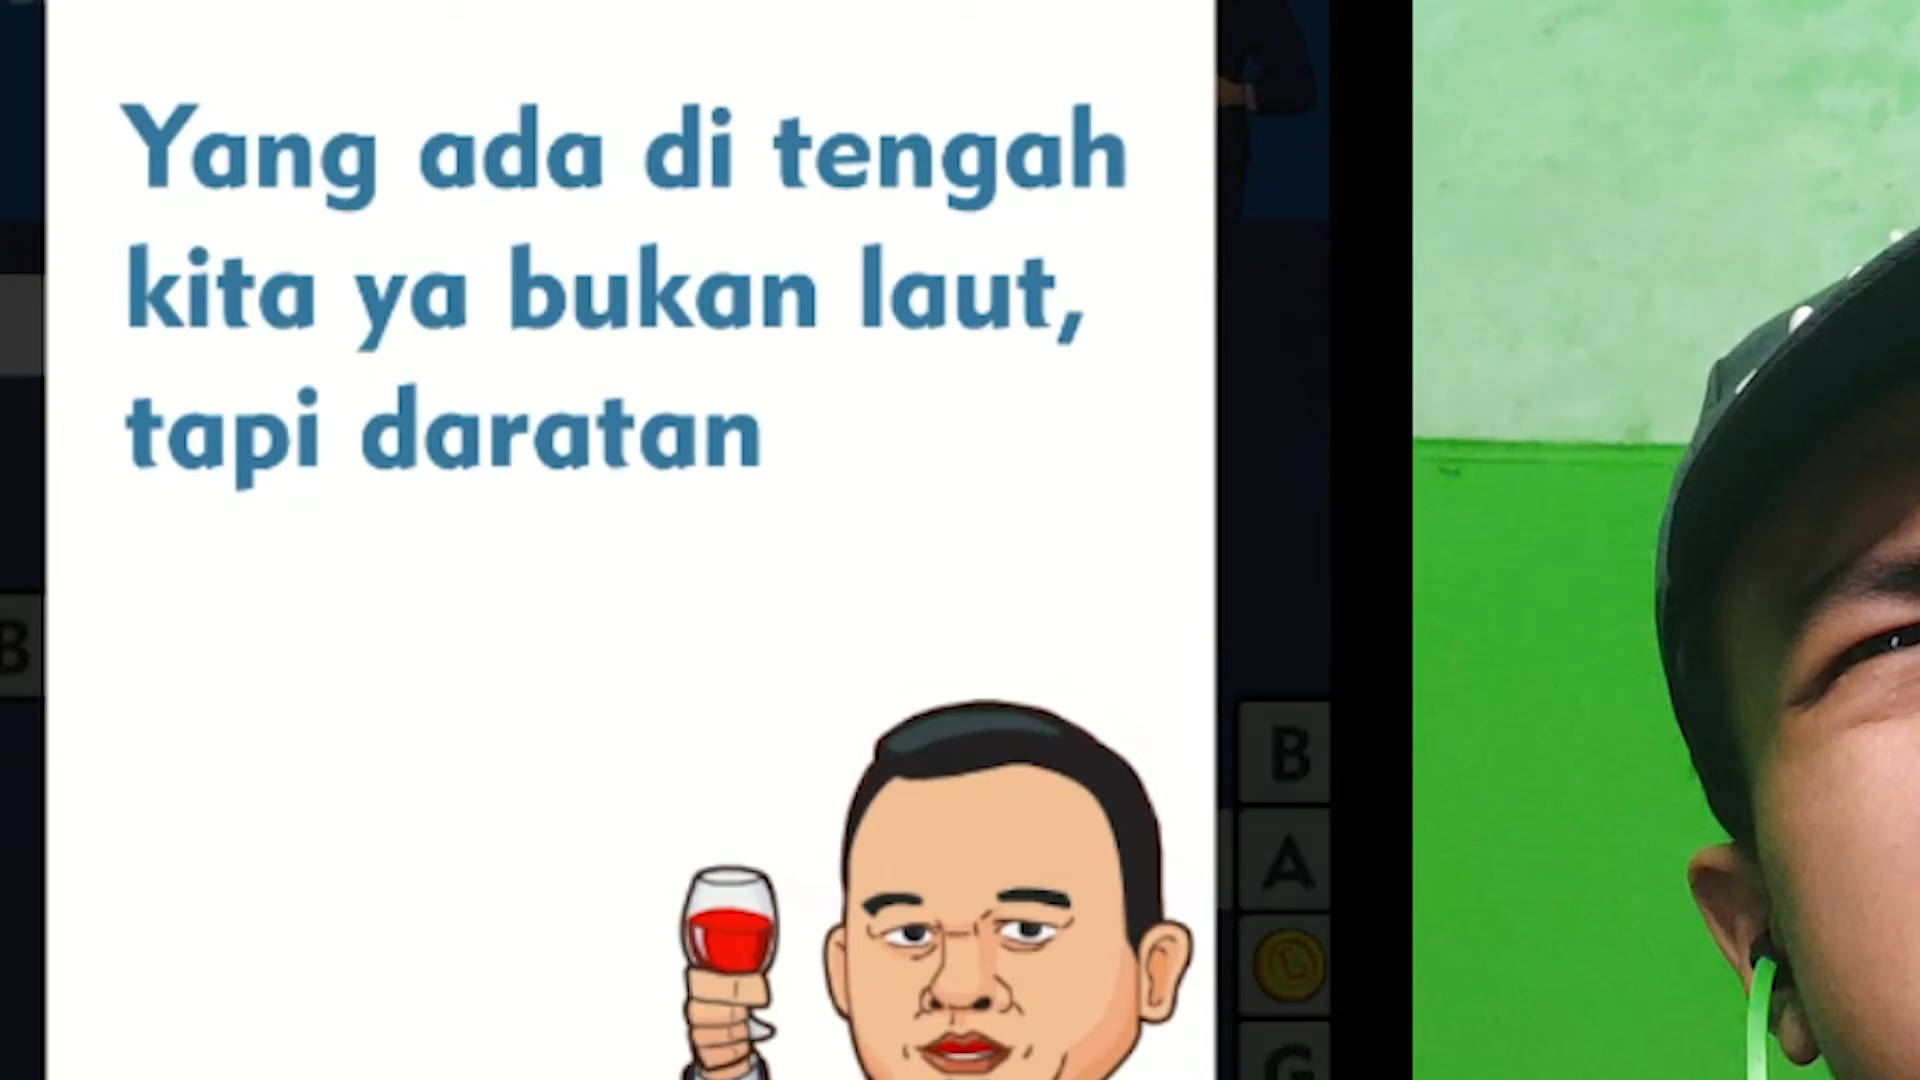 Yang ada di tengah
kita ya bukan laut,
tapi daratan
B
B
A
G